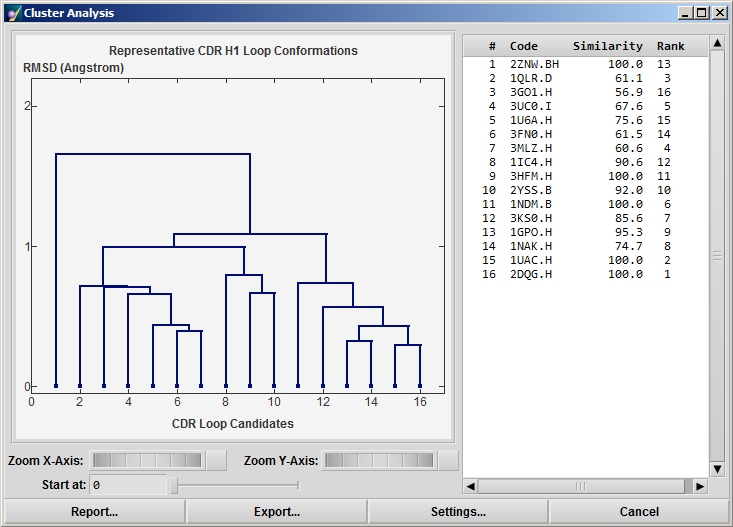 Cluster Analysis
Representative CDR H1 Loop Conformations
RMSD (Angstrom)
2
1
0
0 2 4 6 8 10 12 14 16
CDR Loop Candidates
Zoom X-Axis: Zoom Y-Axis:
Start at: 0
# Code Similarity Rank
1 2ZNW.BH 100.0 13
2 1QLR.D 61.1 3
3 3GO1.H 56.9 16
4 3UC0.I 67.6 5
5 1U6A.H 75.6 15
6 3FN0.H 61.5 14
7 3MLZ.H 60.6 4
8 1IC4.H 90.6 12
9 3HFM.H 100.0 11
10 2YSS.B 92.0 10
11 1NDM.B 100.0 6
12 3KS0.H 85.6 7
13 1GPO.H 95.3 9
14 1NAK.H 74.7 8
15 1UAC.H 100.0 2
16 2DQG.H 100.0 1
Report... Export... Settings... Cancel